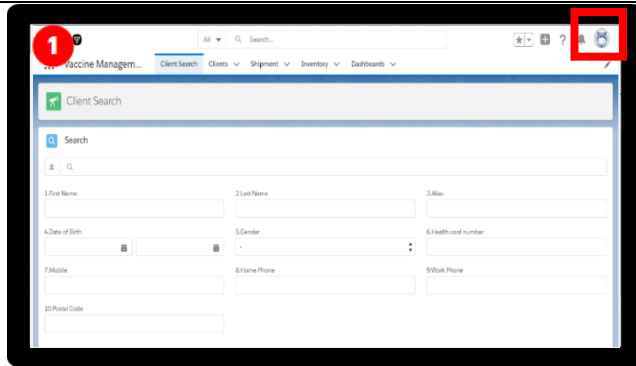 1
All Search...
?
Vaccine Managem... Client Search Clients Shipment Inventory Dashboards
Client Search
Search
1.First Name 2.Last Name 3.Alias
4.Date of Birth 5.Gender 6.Health card number
-
7.Mobile 8.Home Phone 9.Work Phone
10.Postal Code